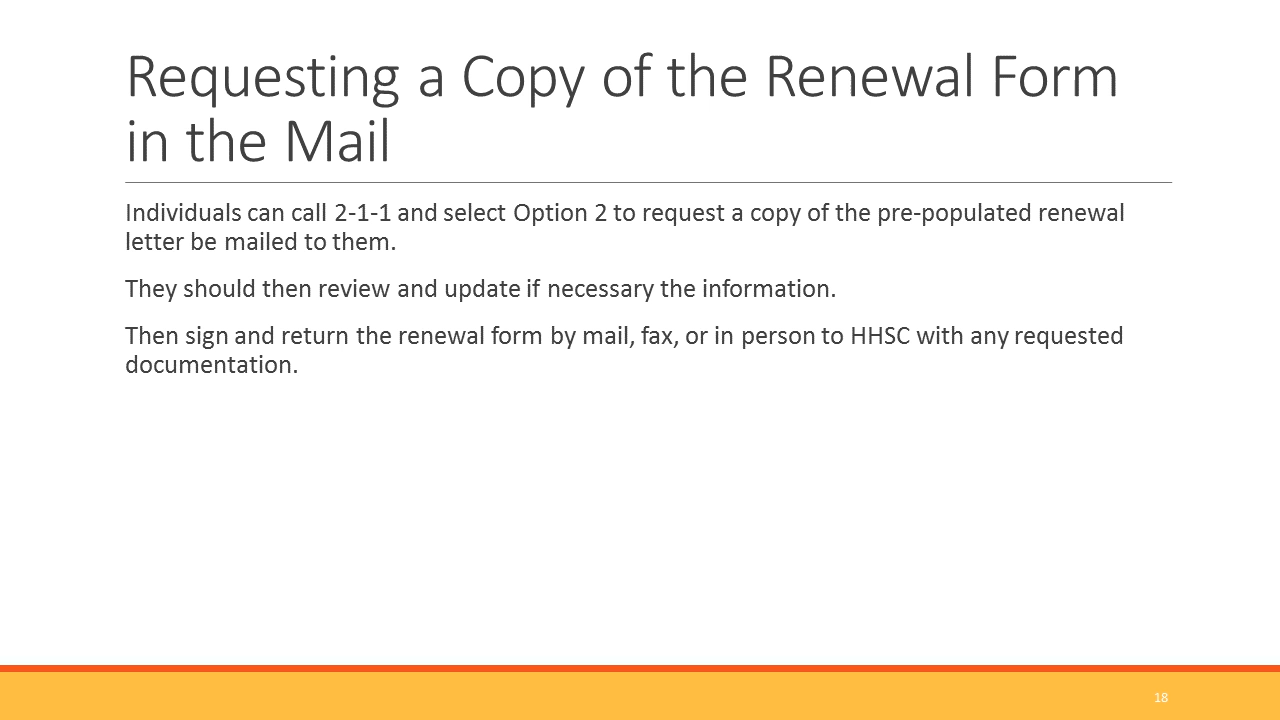 Requesting a Copy of the Renewal Form
in the Mail
Individuals can call 2-1-1 and select Option 2 to request a copy of the pre-populated renewal
letter be mailed to them.
They should then review and update if necessary the information.
Then sign and return the renewal form by mail, fax, or in person to HHSC with any requested
documentation.
18